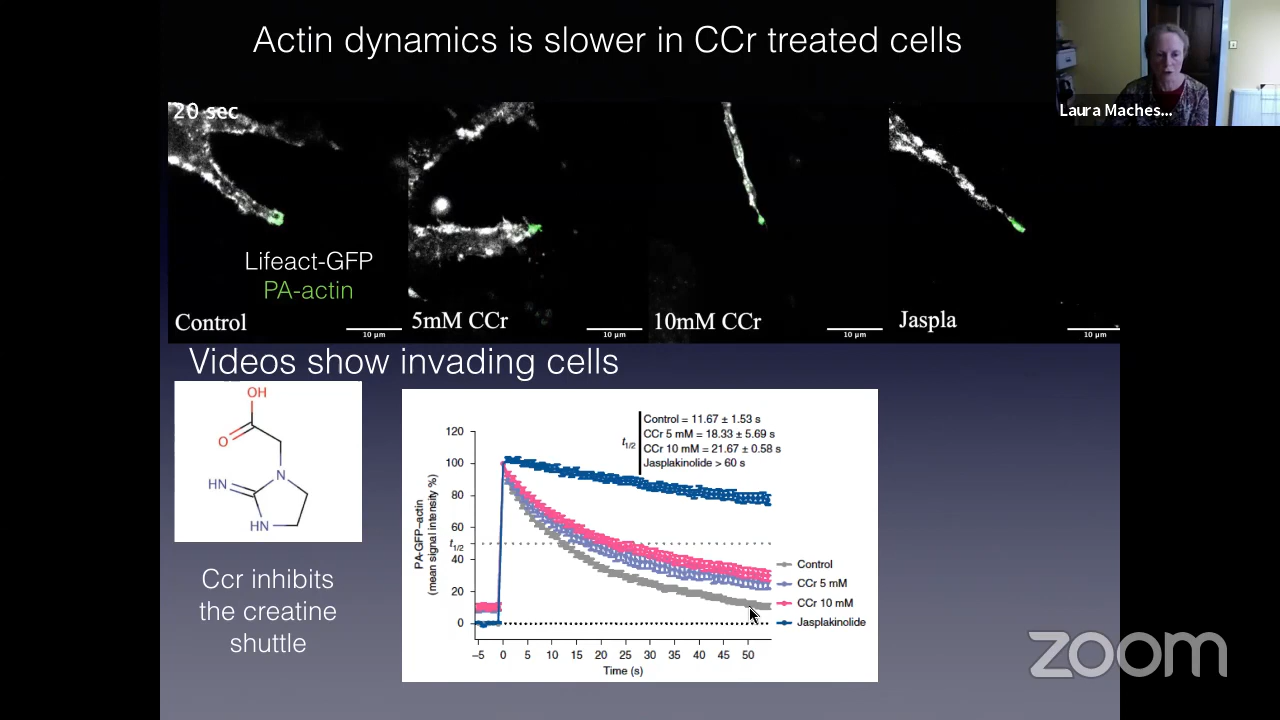 Actin dynamics is slower in CCr treated cells
Laura Maches...
20 sec
Lifeact-GFP
PA-actin
Control
5mM CCr
10mM CCr
Jaspla
10 µm
10 µm
10 µm
10 µm
Videos show invading cells
OH
O
N
HN
HN
Ccr inhibits
the creatine
shuttle
t1/2
Control = 11.67 ± 1.53 s
CCr 5 mM = 18.33 ± 5.69 s
CCr 10 mM = 21.67 ± 0.58 s
Jasplakinolide > 60 s
PA-GFP–actin
(mean signal intensity %)
120
100
80
60
t1/2
40
20
0
–5 0 5 10 15 20 25 30 35 40 45 50
Time (s)
Control
CCr 5 mM
CCr 10 mM
Jasplakinolide
zoom